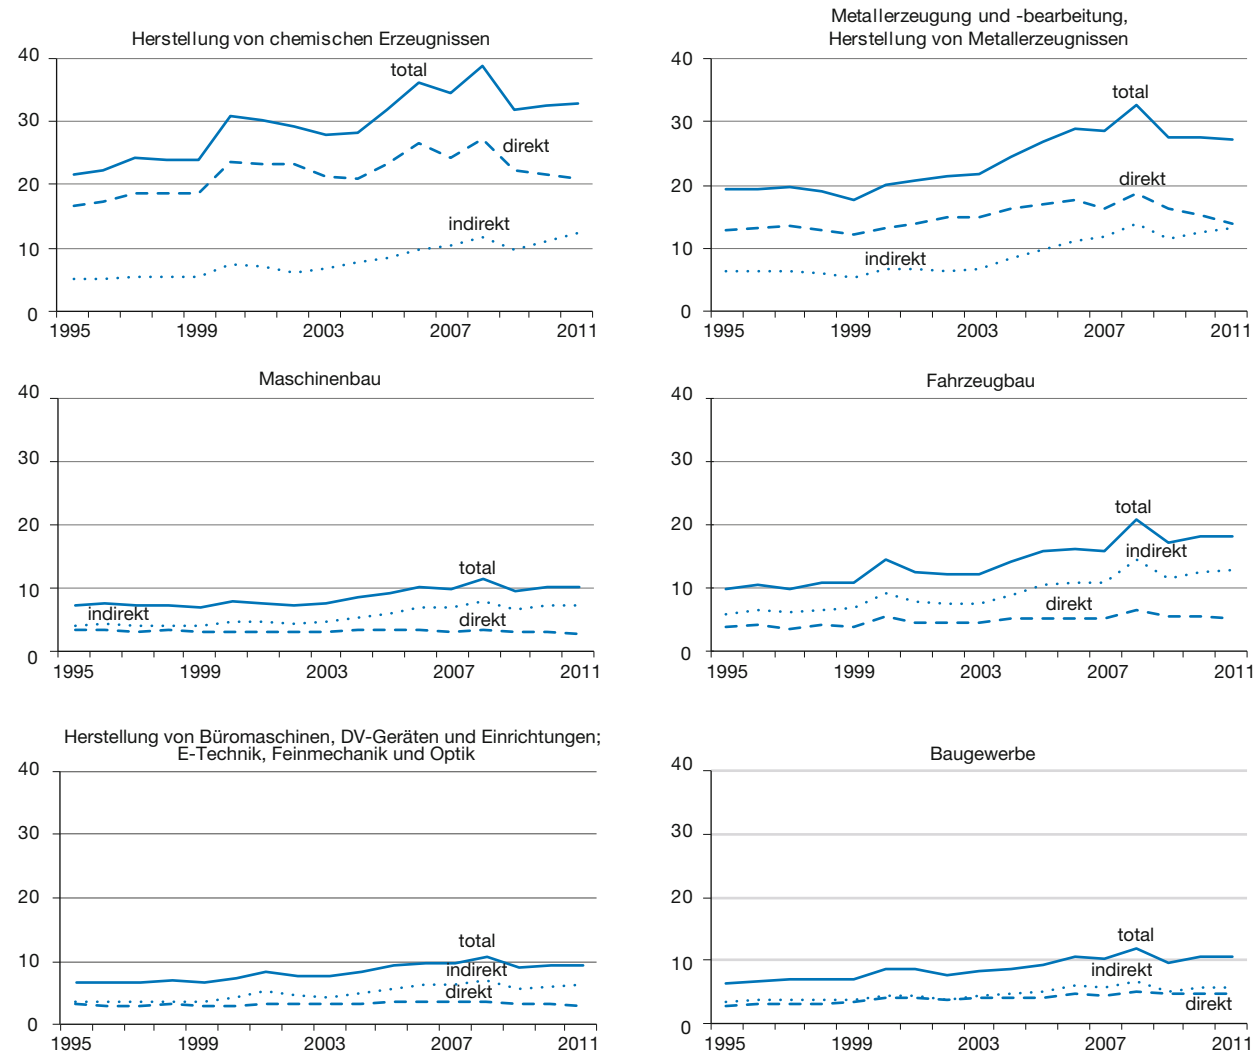 Herstellung von chemischen Erzeugnissen
40
30
20
10
0
total
direkt
indirekt
1995 1999 2003 2007 2011
Metallerzeugung und -bearbeitung,
Herstellung von Metallerzeugnissen
40
30
20
10
0
total
direkt
indirekt
1995 1999 2003 2007 2011
Maschinenbau
40
30
20
10
0
total
indirekt
direkt
1995 1999 2003 2007 2011
Fahrzeugbau
40
30
20
10
0
total
indirekt
direkt
1995 1999 2003 2007 2011
Herstellung von Büromaschinen, DV-Geräten und Einrichtungen;
E-Technik, Feinmechanik und Optik
40
30
20
10
0
total
indirekt
direkt
1995 1999 2003 2007 2011
Baugewerbe
40
30
20
10
0
total
indirekt
direkt
1995 1999 2003 2007 2011